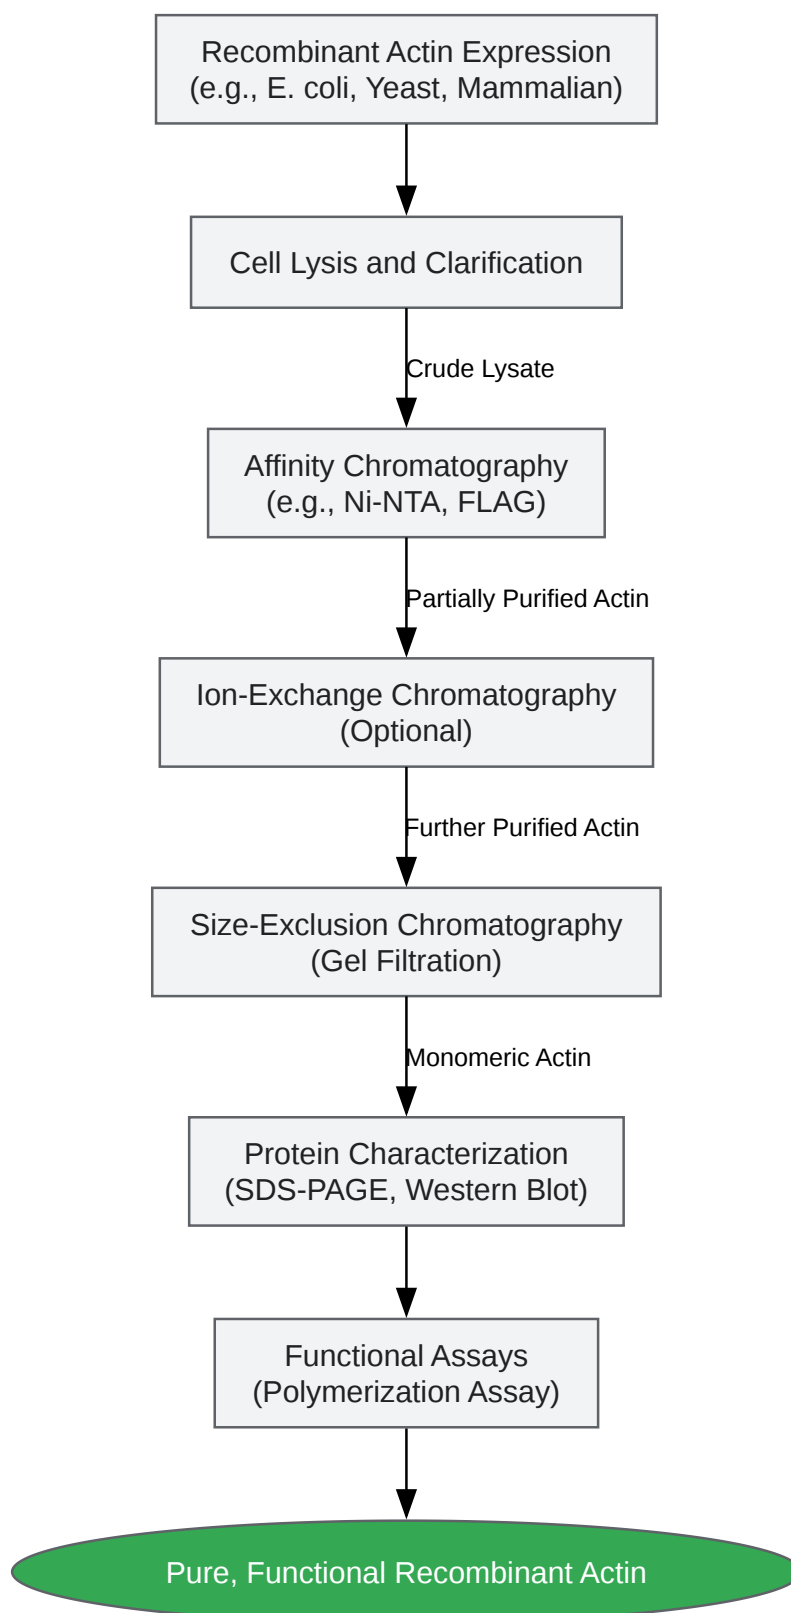 Recombinant Actin Expression
(e.g., E. coli, Yeast, Mammalian)
Cell Lysis and Clarification
Crude Lysate
Affinity Chromatography
(e.g., Ni-NTA, FLAG)
Partially Purified Actin
Ion-Exchange Chromatography
(Optional)
Further Purified Actin
Size-Exclusion Chromatography
(Gel Filtration)
Monomeric Actin
Protein Characterization
(SDS-PAGE, Western Blot)
Functional Assays
(Polymerization Assay)
Pure, Functional Recombinant Actin